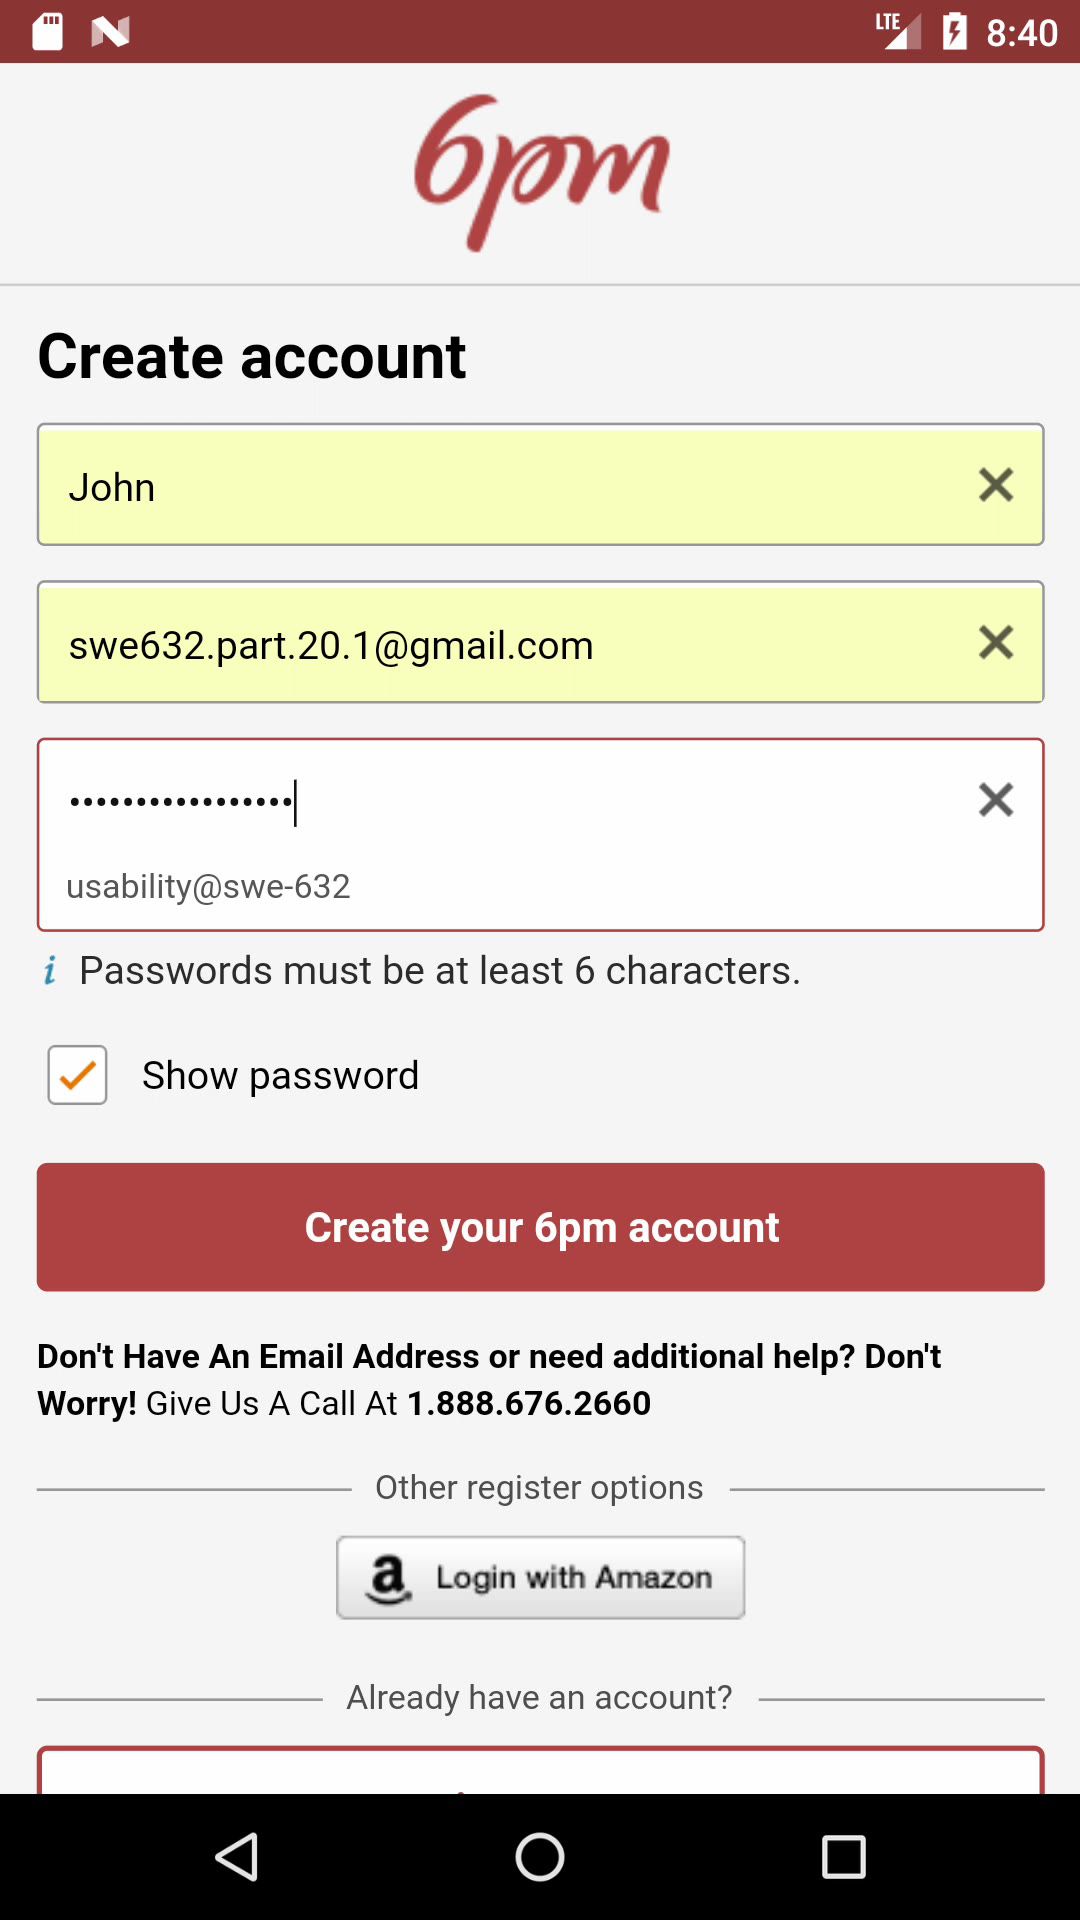 LTE 8:40
6pm
Create account
John
swe632.part.20.1@gmail.com
•••••••••••••••••
usability@swe-632
i Passwords must be at least 6 characters.
Show password
Create your 6pm account
Don't Have An Email Address or need additional help? Don't
Worry! Give Us A Call At 1.888.676.2660
Other register options
a Login with Amazon
Already have an account?